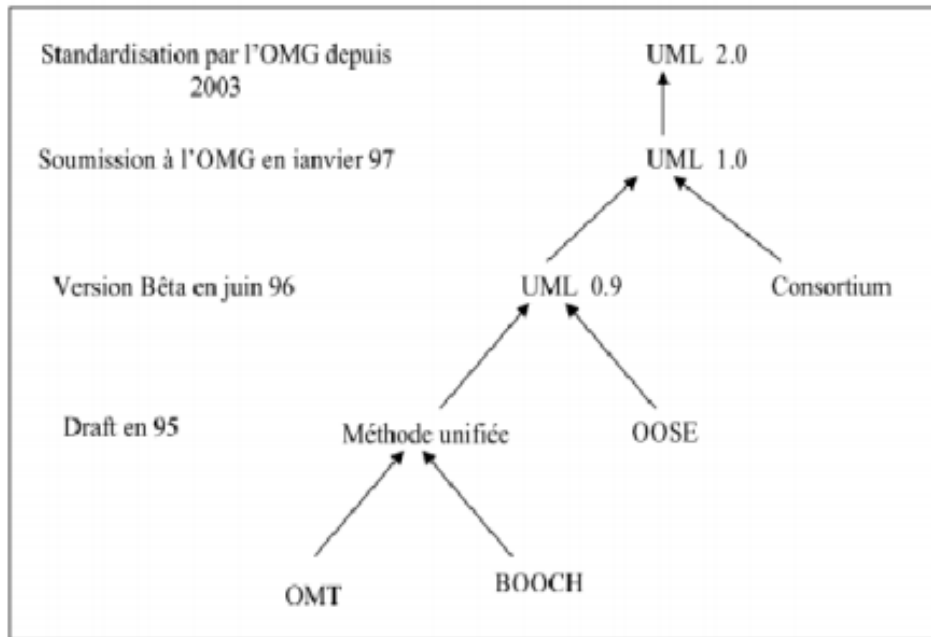 Standardisation par l'OMG depuis
2003
UML 2.0
Soumission à l'OMG en ianvier 97
UML 1.0
Version Bêta en juin 96
UML 0.9
Consortium
Draft en 95
Méthode unifiée
OOSE
OMT
BOOCH